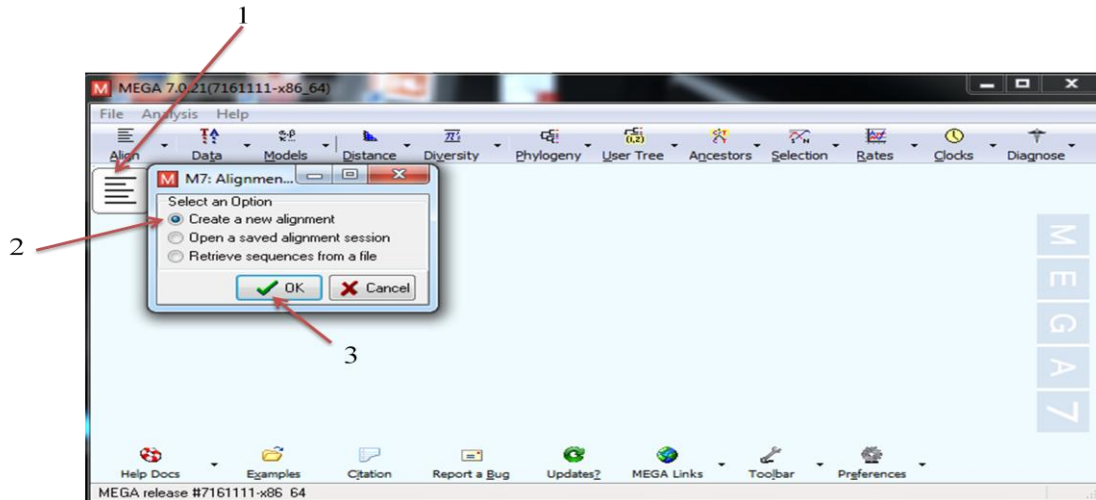 1
M MEGA 7.0.21(7161111-x86_64)
File Analysis Help
Align Data Models Distance Diversity Phylogeny User Tree Ancestors Selection Rates Clocks Diagnose
M M7: Alignmen...
Select an Option
2
Create a new alignment
Open a saved alignment session
Retrieve sequences from a file
OK Cancel
3
M
E
G
A
7
Help Docs Examples Citation Report a Bug Updates? MEGA Links Toolbar Preferences
MEGA release #7161111-x86_64